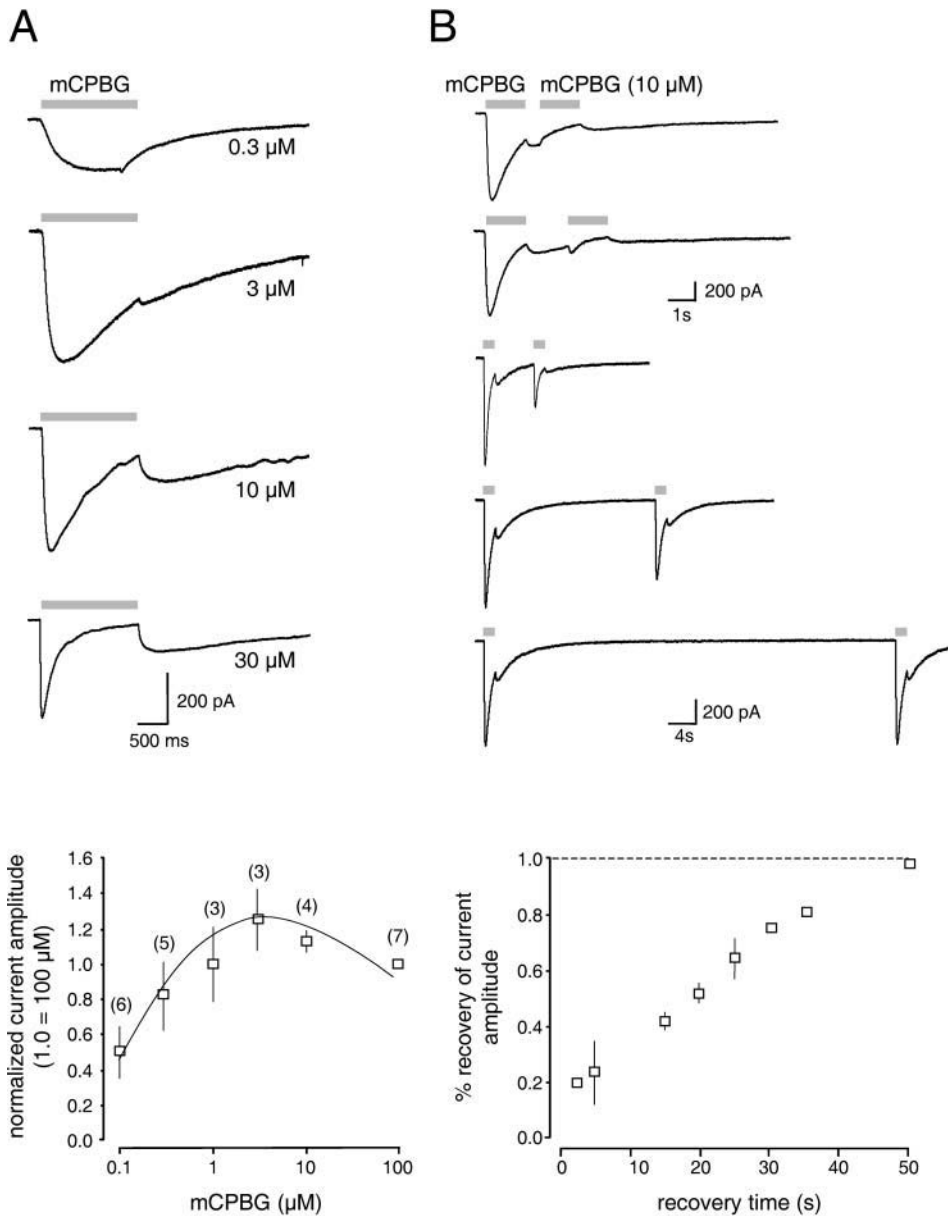 A
B
mCPBG
mCPBG
mCPBG (10 µM)
0.3 µM
3 µM
200 pA
1s
10 µM
30 µM
200 pA
500 ms
200 pA
4s
normalized current amplitude
(1.0 = 100 µM)
1.6
1.4
1.2
1.0
0.8
0.6
0.4
0.2
0.0
(6)
(5)
(3)
(3)
(4)
(7)
0.1
1
10
100
mCPBG (µM)
% recovery of current
amplitude
1.0
0.8
0.6
0.4
0.2
0.0
0
10
20
30
40
50
recovery time (s)